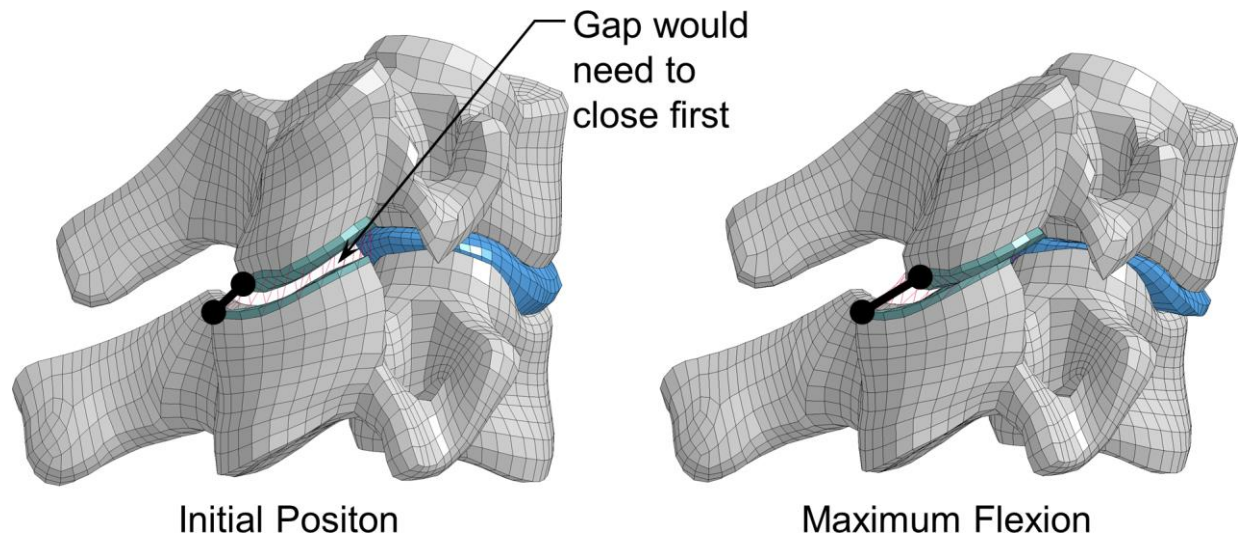 Gap would
need to
close first
Initial Positon
Maximum Flexion